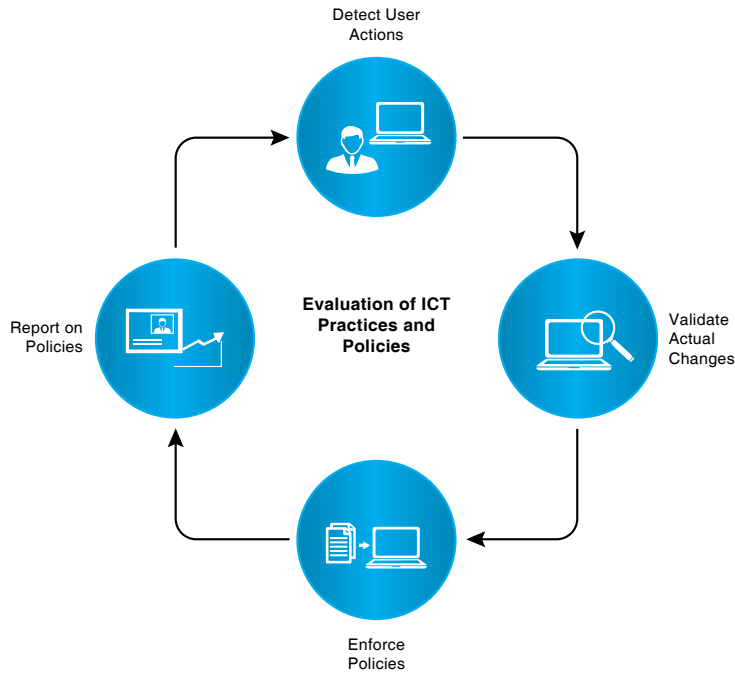 Detect User
Actions
Evaluation of ICT
Practices and
Policies
Report on
Policies
Validate
Actual
Changes
Enforce
Policies